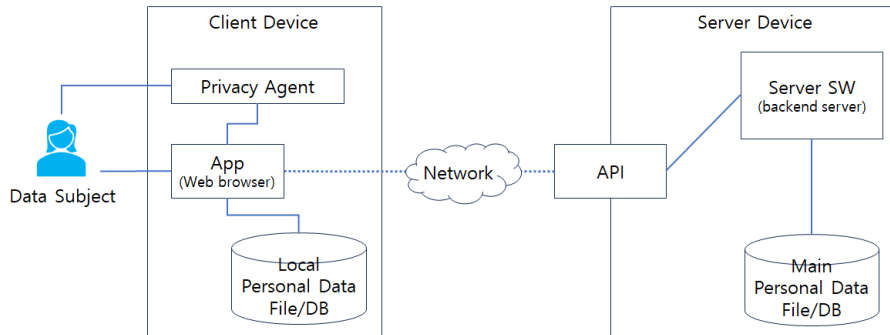 Client Device
Server Device
Privacy Agent
Server SW
(backend server)
App
(Web browser)
Network
API
Data Subject
Local
Personal Data
File/DB
Main
Personal Data
File/DB